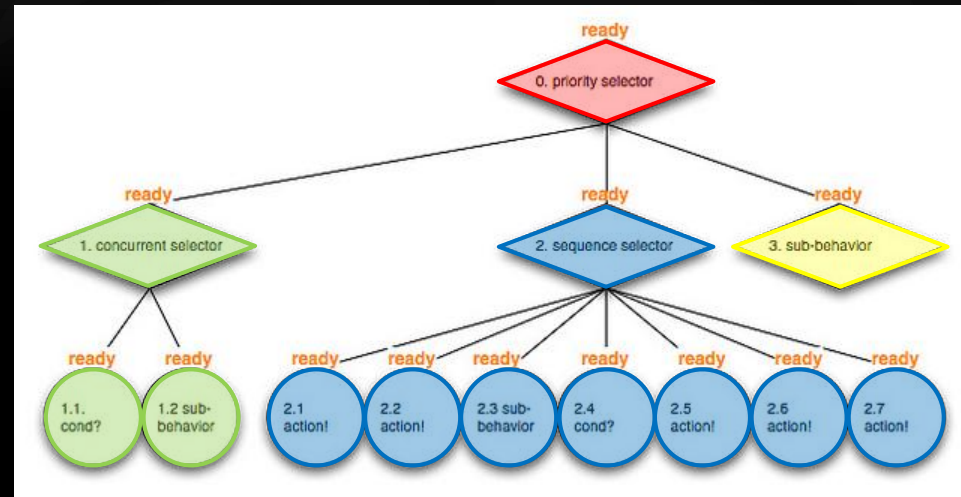 ready
0. priority selector
ready ready ready
1. concurrent selector 2. sequence selector 3. sub-behavior
ready ready ready ready ready ready ready ready ready
1.1. 1.2 sub- 2.1 2.2 2.3 sub- 2.4 2.5 2.6 2.7
cond? behavior action! action! behavior cond? action! action! action!